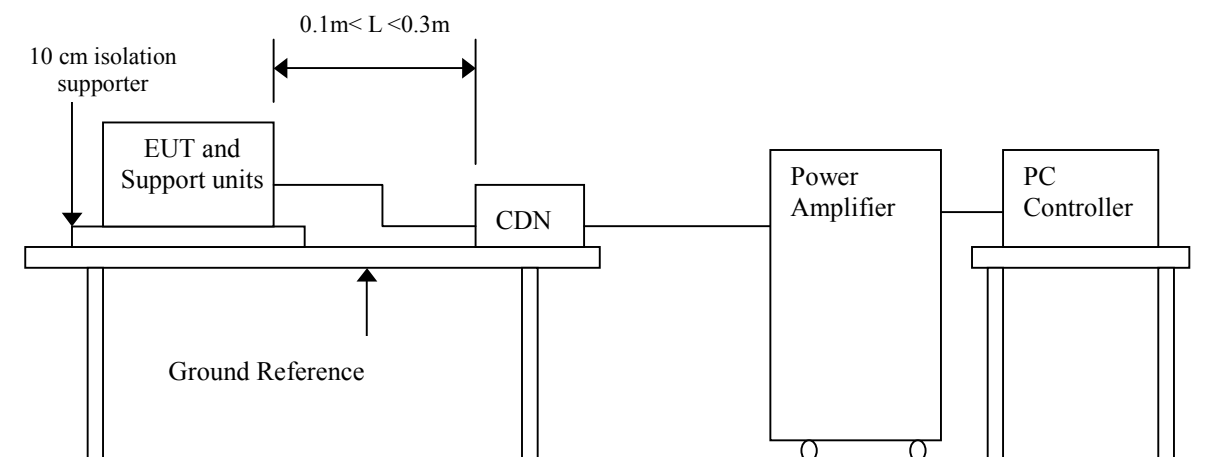 0.1m< L <0.3m
10 cm isolation
supporter
EUT and
Support units
CDN
Power
Amplifier
PC
Controller
Ground Reference